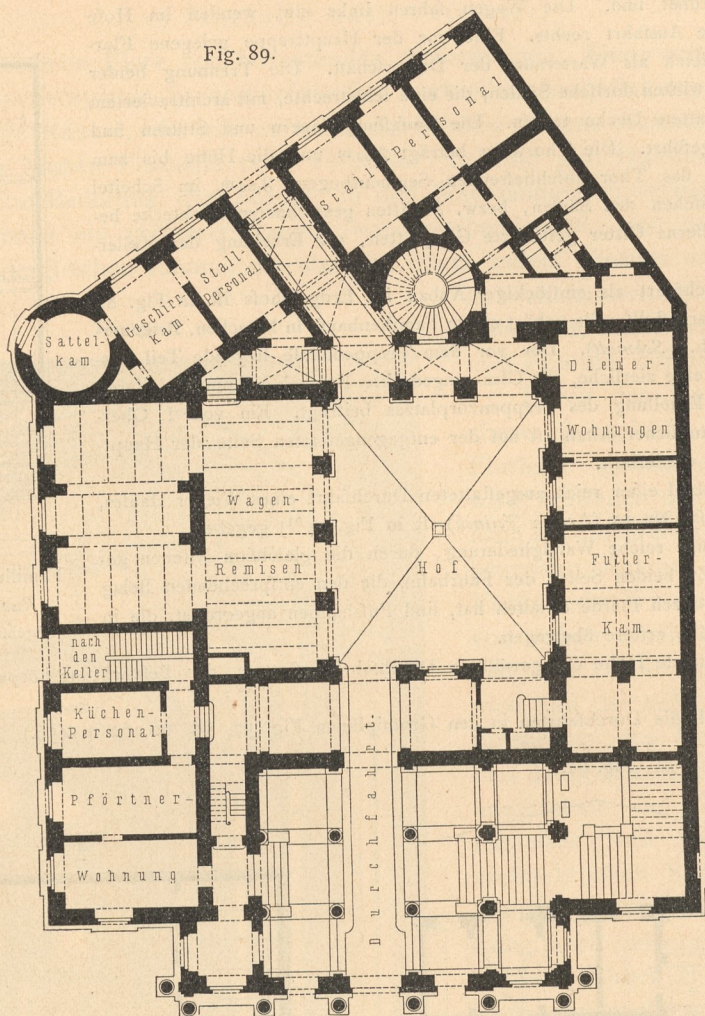 Fig. 89.
Stall-Personal
Stall-
Personal
Geschirr-
Kam
Sattel-
kam
Diener-
Wohnungen
Wagen-
Remisen
Hof
Futter-
Kam.
nach
den
Keller
Küchen-
Personal
Pförtner-
Wohnung
Durchfahrt.